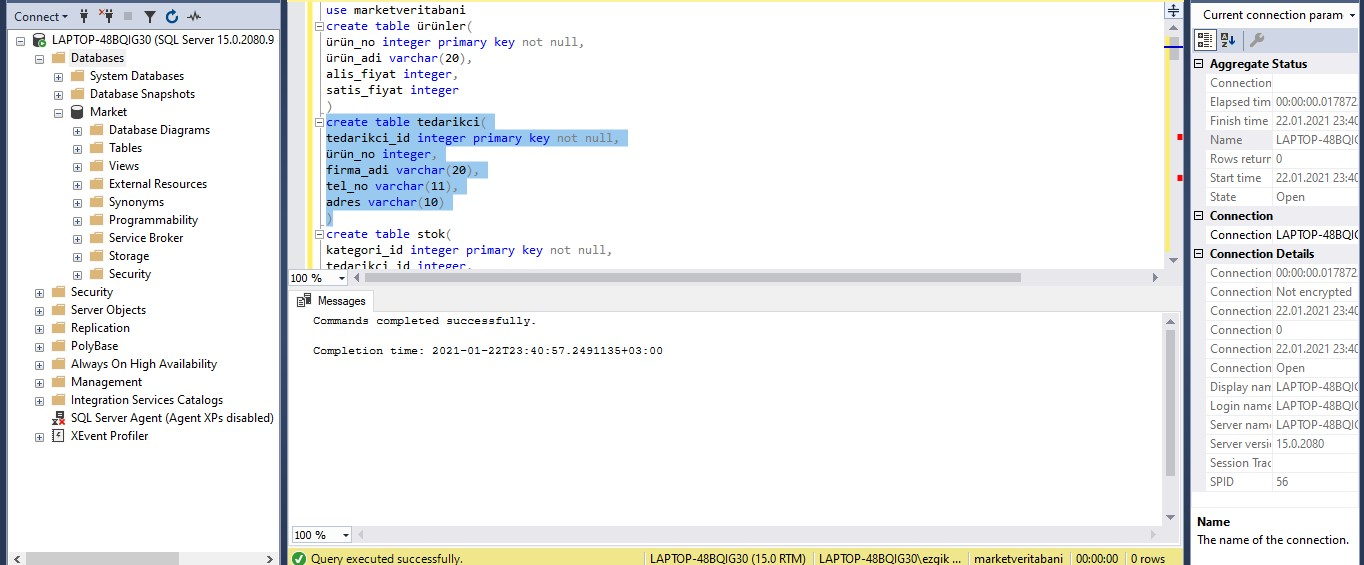 Connect
LAPTOP-48BQIG30 (SQL Server 15.0.2080.9
Databases
System Databases
Database Snapshots
Market
Database Diagrams
Tables
Views
External Resources
Synonyms
Programmability
Service Broker
Storage
Security
Security
Server Objects
Replication
PolyBase
Always On High Availability
Management
Integration Services Catalogs
SQL Server Agent (Agent XPs disabled)
XEvent Profiler
use marketveritabani
create table ürünler(
ürün_no integer primary key not null,
ürün_adi varchar(20),
alis_fiyat integer,
satis_fiyat integer
)
create table tedarikci(
tedarikci_id integer primary key not null,
ürün_no integer,
firma_adi varchar(20),
tel_no varchar(11),
adres varchar(10)
)
create table stok(
kategori_id integer primary key not null,
tedarikci_id integer,
100 %
Messages
Commands completed successfully.
Completion time: 2021-01-22T23:40:57.2491135+03:00
100 %
Query executed successfully.
LAPTOP-48BQIG30 (15.0 RTM)
LAPTOP-48BQIG30\ezgik ...
marketveritabani
00:00:00
0 rows
Current connection param
Aggregate Status
Connection
Elapsed tim 00:00:00.017872
Finish time 22.01.2021 23:40
Name LAPTOP-48BQIG
Rows return 0
Start time 22.01.2021 23:40
State Open
Connection
Connection LAPTOP-48BQIG
Connection Details
Connection 00:00:00.017872
Connection Not encrypted
Connection 22.01.2021 23:40
Connection 0
Connection 22.01.2021 23:40
Connection Open
Display nam LAPTOP-48BQIG
Login name LAPTOP-48BQIG
Server name LAPTOP-48BQIG
Server versi 15.0.2080
Session Trac
SPID 56
Name
The name of the connection.